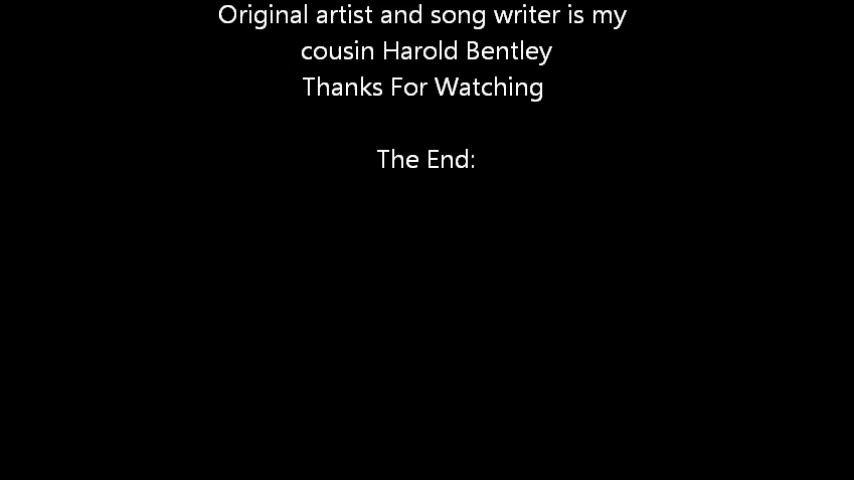 Original artist and song writer is my
cousin Harold Bentley
Thanks For Watching
The End: